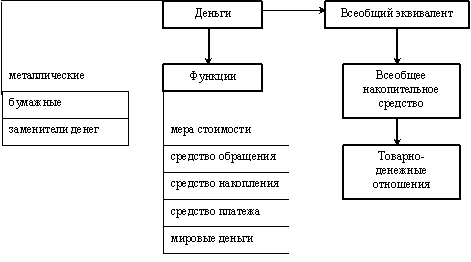 Деньги
Всеобщий эквивалент
металлические
бумажные
заменители денег
Функции
мера стоимости
средство обращения
средство накопления
средство платежа
мировые деньги
Всеобщее
накопительное
средство
Товарно-
денежные
отношения